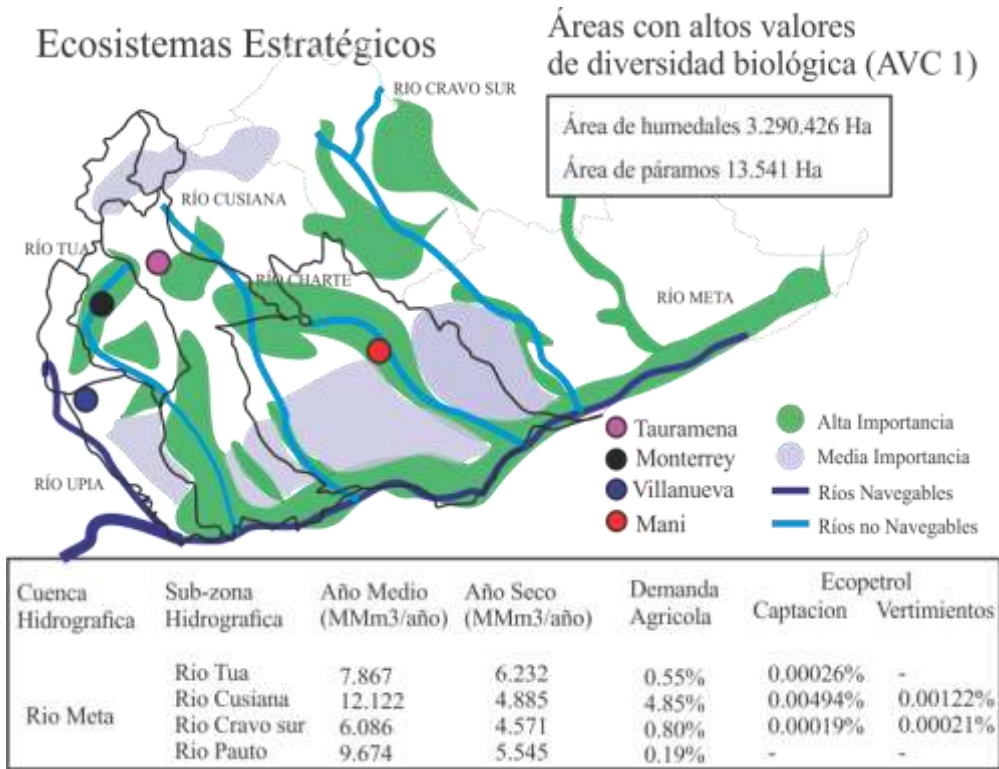 Ecosistemas Estratégicos
Áreas con altos valores
de diversidad biológica (AVC 1)
Área de humedales 3.290.426 Ha
Área de páramos 13.541 Ha
RIO CRAVO SUR
RÍO CUSIANA
RÍO TUA
RÍO CHARTE
RÍO META
RÍO UPIA
Tauramena
Monterrey
Villanueva
Mani
Alta Importancia
Media Importancia
Ríos Navegables
Ríos no Navegables
Cuenca Hidrografica Sub-zona Hidrografica Año Medio (MMm3/año) Año Seco (MMm3/año) Demanda Agricola Ecopetrol Captacion Vertimientos
Rio Meta
Rio Tua 7.867 6.232 0.55% 0.00026% -
Rio Cusiana 12.122 4.885 4.85% 0.00494% 0.00122%
Rio Cravo sur 6.086 4.571 0.80% 0.00019% 0.00021%
Rio Pauto 9.674 5.545 0.19% - -